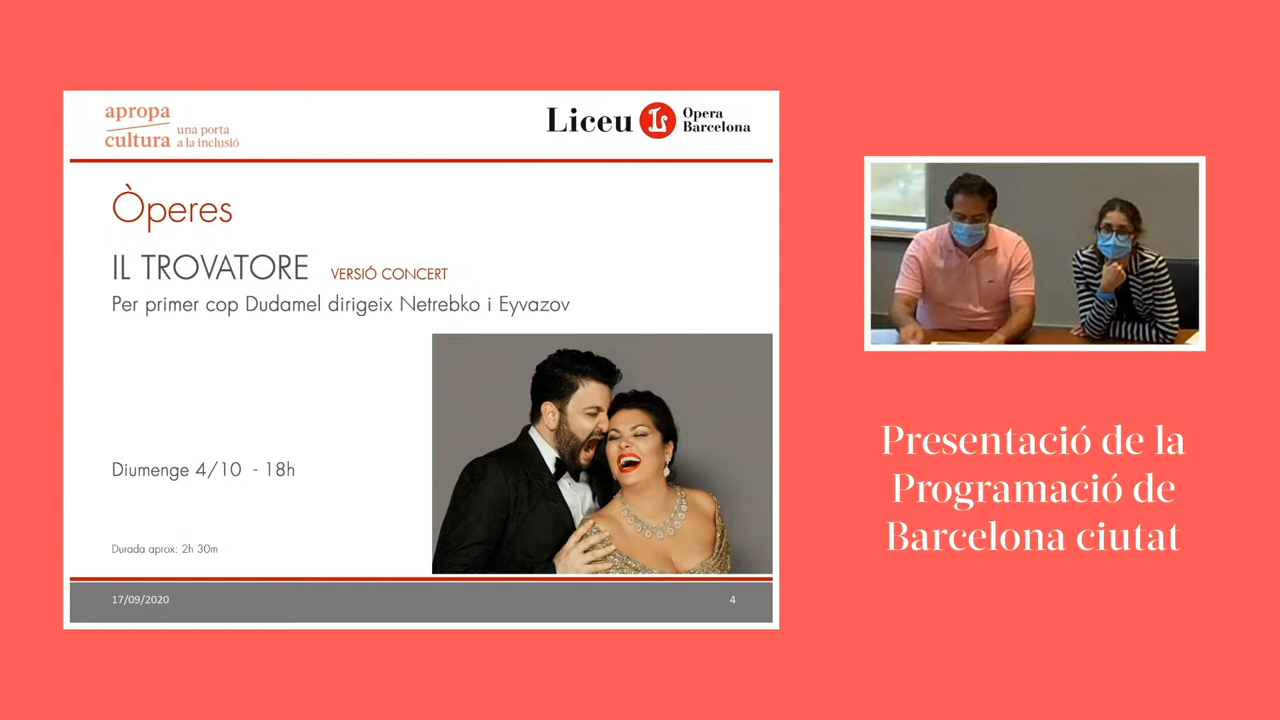 apropa
cultura
una porta
a la inclusió
Liceu
Opera
Barcelona
Òperes
IL TROVATORE VERSIÓ CONCERT
Per primer cop Dudamel dirigeix Netrebko i Eyvazov
Diumenge 4/10 - 18h
Durada aprox: 2h 30m
17/09/2020
4
Presentació de la
Programació de
Barcelona ciutat